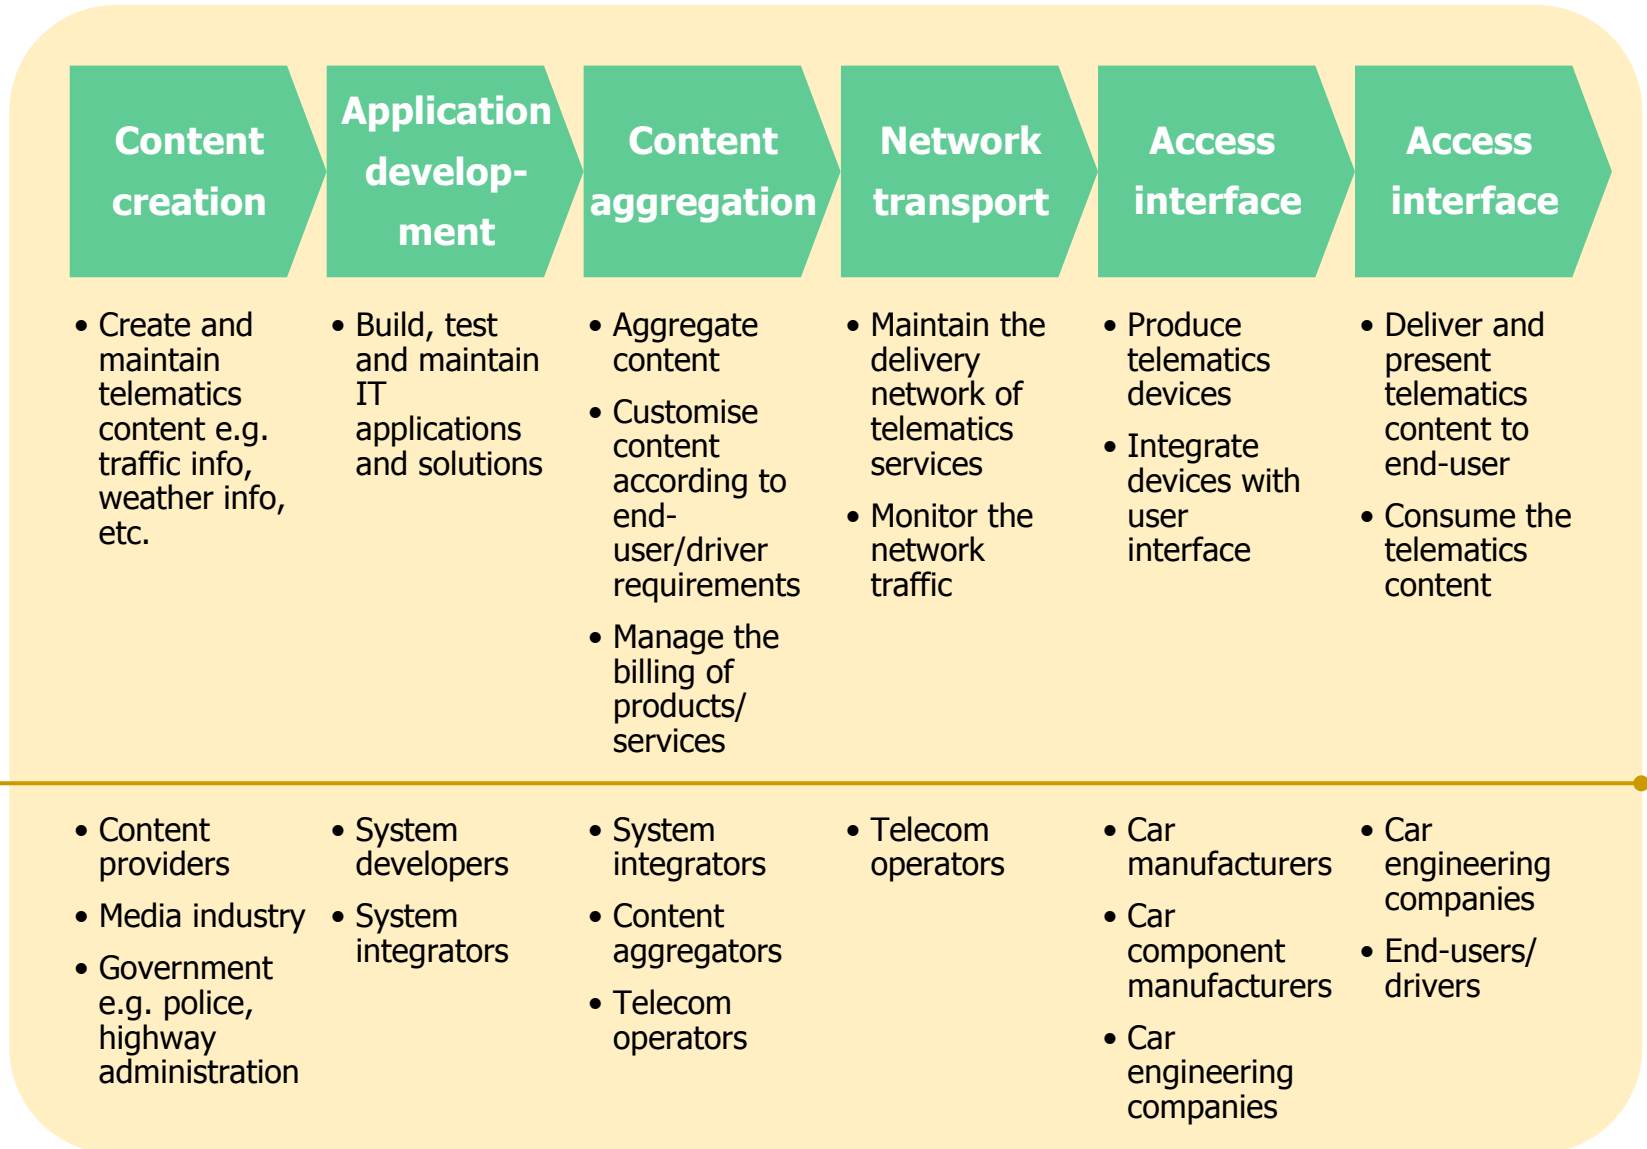 Content
creation
Application
develop-
ment
Content
aggregation
Network
transport
Access
interface
Access
interface
• Create and
maintain
telematics
content e.g.
traffic info,
weather info,
etc.
• Build, test
and maintain
IT
applications
and solutions
• Aggregate
content
• Customise
content
according to
end-
user/driver
requirements
• Manage the
billing of
products/
services
• Maintain the
delivery
network of
telematics
services
• Monitor the
network
traffic
• Produce
telematics
devices
• Integrate
devices with
user
interface
• Deliver and
present
telematics
content to
end-user
• Consume the
telematics
content
• Content
providers
• Media industry
• Government
e.g. police,
highway
administration
• System
developers
• System
integrators
• System
integrators
• Content
aggregators
• Telecom
operators
• Telecom
operators
• Car
manufacturers
• Car
component
manufacturers
• Car
engineering
companies
• Car
engineering
companies
• End-users/
drivers